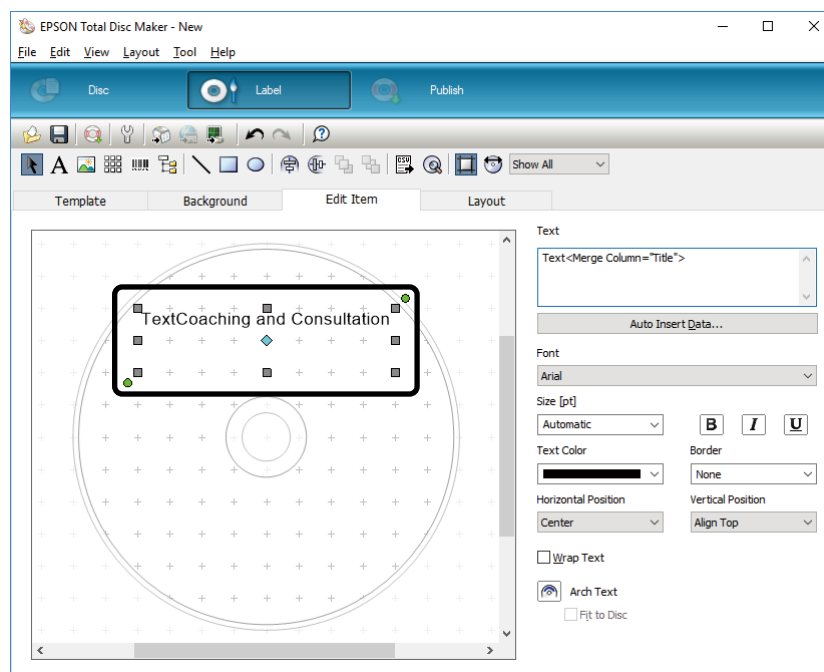 EPSON Total Disc Maker - New
File Edit View Layout Tool Help
Disc Label Publish
A CSV Show All
Template Background Edit Item Layout
Text
Text<Merge Column="Title">
TextCoaching and Consultation
Auto Insert Data...
Font
Arial
Size [pt]
Automatic B I U
Text Color Border
None
Horizontal Position Vertical Position
Center Align Top
Wrap Text
Arch Text
Fit to Disc